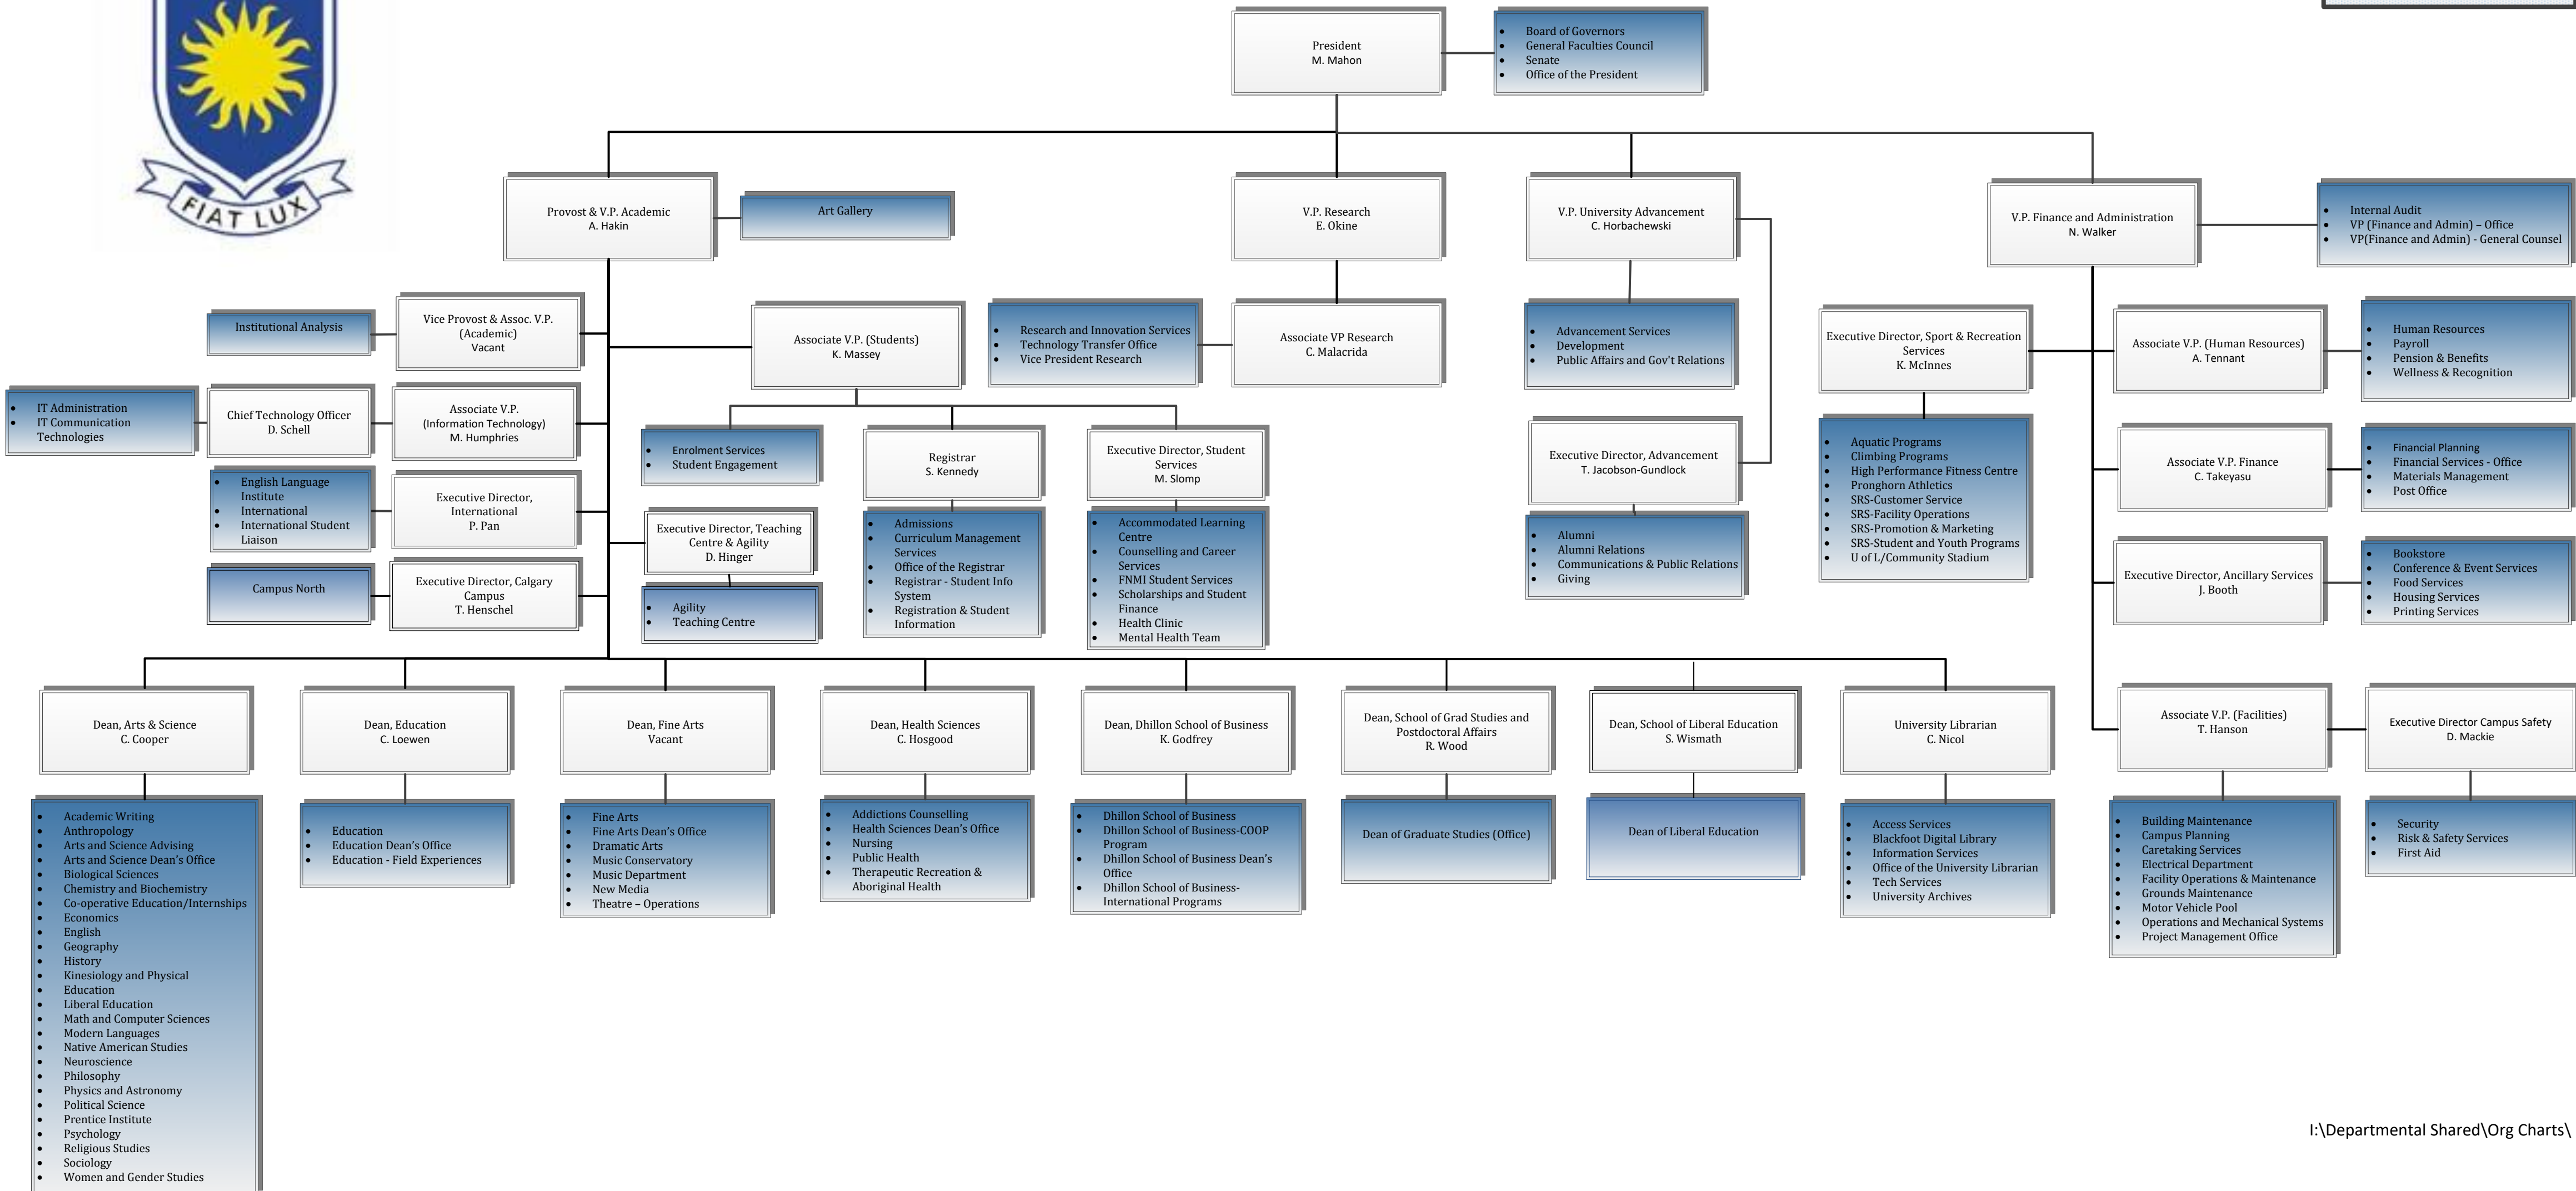 President
M. Mahon
Board of Governors
General Faculties Council
Senate
Office of the President
FIAT LUX
Provost & V.P. Academic
A. Hakin
Art Gallery
V.P. Research
E. Okine
V.P. University Advancement
C. Horbachewski
V.P. Finance and Administration
N. Walker
Internal Audit
VP (Finance and Admin) – Office
VP(Finance and Admin) - General Counsel
Institutional Analysis
Vice Provost & Assoc. V.P.
(Academic)
Vacant
Associate V.P. (Students)
K. Massey
Research and Innovation Services
Technology Transfer Office
Vice President Research
Associate VP Research
C. Malacrida
Advancement Services
Development
Public Affairs and Gov't Relations
Executive Director, Sport & Recreation
Services
K. McInnes
Associate V.P. (Human Resources)
A. Tennant
Human Resources
Payroll
Pension & Benefits
Wellness & Recognition
IT Administration
IT Communication
Technologies
Chief Technology Officer
D. Schell
Associate V.P.
(Information Technology)
M. Humphries
Enrolment Services
Student Engagement
Registrar
S. Kennedy
Executive Director, Student
Services
M. Slomp
Executive Director, Advancement
T. Jacobson-Gundlock
Aquatic Programs
Climbing Programs
High Performance Fitness Centre
Pronghorn Athletics
SRS-Customer Service
SRS-Facility Operations
SRS-Promotion & Marketing
SRS-Student and Youth Programs
U of L/Community Stadium
Associate V.P. Finance
C. Takeyasu
Financial Planning
Financial Services - Office
Materials Management
Post Office
English Language
Institute
International
International Student
Liaison
Executive Director,
International
P. Pan
Executive Director, Teaching
Centre & Agility
D. Hinger
Admissions
Curriculum Management
Services
Office of the Registrar
Registrar - Student Info
System
Registration & Student
Information
Accommodated Learning
Centre
Counselling and Career
Services
FNMI Student Services
Scholarships and Student
Finance
Health Clinic
Mental Health Team
Alumni
Alumni Relations
Communications & Public Relations
Giving
Executive Director, Ancillary Services
J. Booth
Bookstore
Conference & Event Services
Food Services
Housing Services
Printing Services
Campus North
Executive Director, Calgary
Campus
T. Henschel
Agility
Teaching Centre
Dean, Arts & Science
C. Cooper
Dean, Education
C. Loewen
Dean, Fine Arts
Vacant
Dean, Health Sciences
C. Hosgood
Dean, Dhillon School of Business
K. Godfrey
Dean, School of Grad Studies and
Postdoctoral Affairs
R. Wood
Dean, School of Liberal Education
S. Wismath
University Librarian
C. Nicol
Associate V.P. (Facilities)
T. Hanson
Executive Director Campus Safety
D. Mackie
Academic Writing
Anthropology
Arts and Science Advising
Arts and Science Dean's Office
Biological Sciences
Chemistry and Biochemistry
Co-operative Education/Internships
Economics
English
Geography
History
Kinesiology and Physical
Education
Liberal Education
Math and Computer Sciences
Modern Languages
Native American Studies
Neuroscience
Philosophy
Physics and Astronomy
Political Science
Prentice Institute
Psychology
Religious Studies
Sociology
Women and Gender Studies
Education
Education Dean's Office
Education - Field Experiences
Fine Arts
Fine Arts Dean's Office
Dramatic Arts
Music Conservatory
Music Department
New Media
Theatre – Operations
Addictions Counselling
Health Sciences Dean's Office
Nursing
Public Health
Therapeutic Recreation &
Aboriginal Health
Dhillon School of Business
Dhillon School of Business-COOP
Program
Dhillon School of Business Dean's
Office
Dhillon School of Business-
International Programs
Dean of Graduate Studies (Office)
Dean of Liberal Education
Access Services
Blackfoot Digital Library
Information Services
Office of the University Librarian
Tech Services
University Archives
Building Maintenance
Campus Planning
Caretaking Services
Electrical Department
Facility Operations & Maintenance
Grounds Maintenance
Motor Vehicle Pool
Operations and Mechanical Systems
Project Management Office
Security
Risk & Safety Services
First Aid
I:\Departmental Shared\Org Charts\